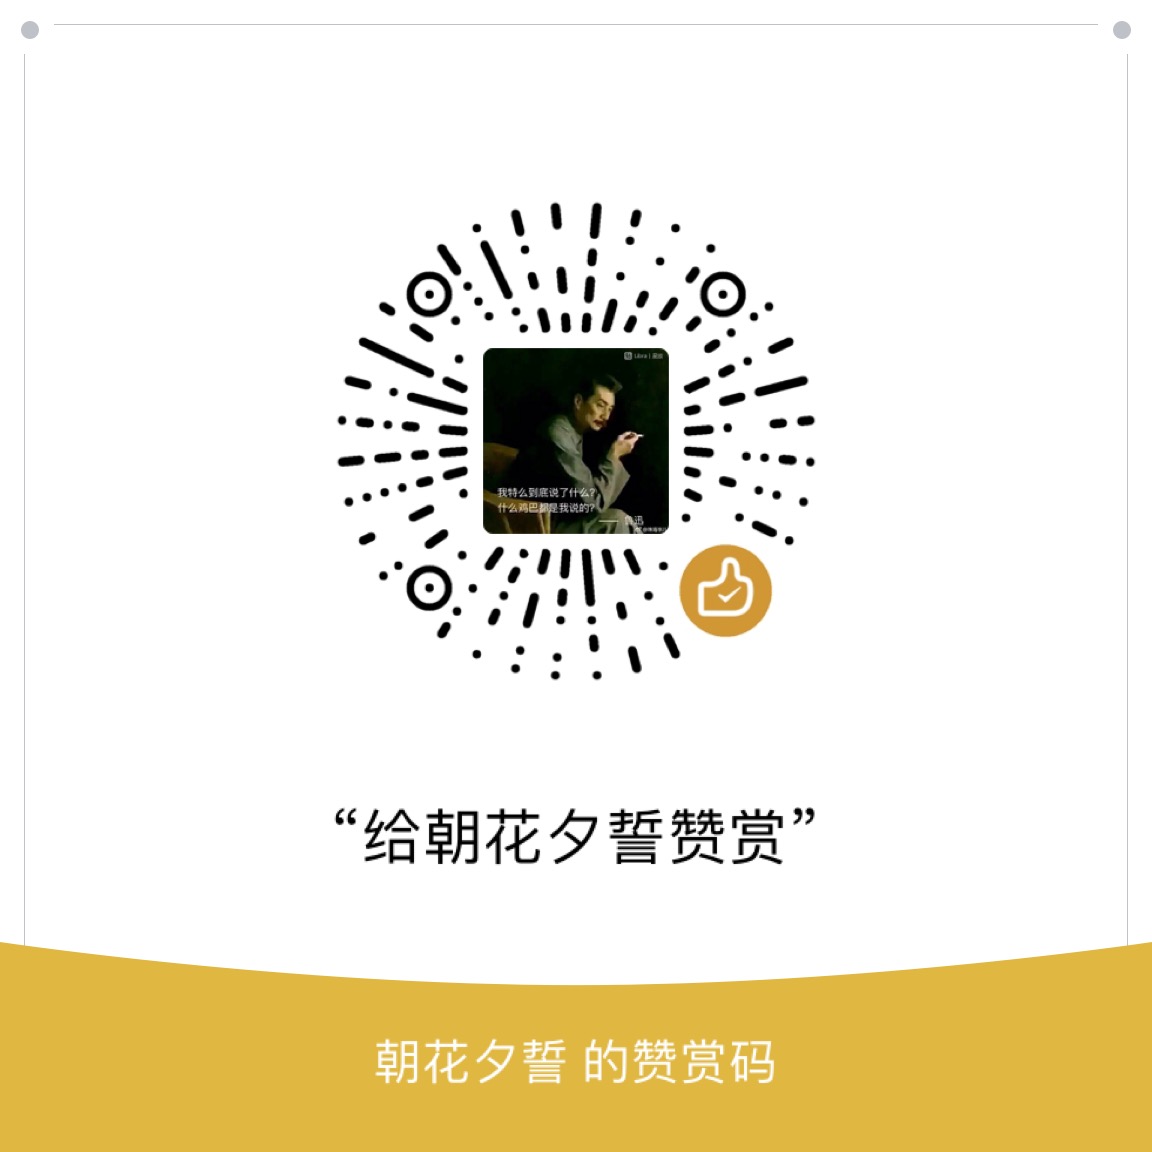 我特么到底说了什么?
什么鸡巴都是我说的?
—— 鲁迅
“给朝花夕誓赞赏”
朝花夕誓 的赞赏码